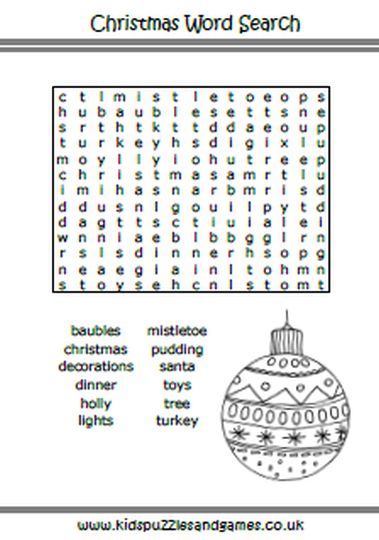 Christmas Word Search
c t l m i s t l e t o e o p s
h u b a u b l e s e t t s n e
s r t h t k t t d d a e o u p
t u r k e y h s d i g i x l u
m o y l l y i o h u t r e e p
c h r i s t m a s a m r t l u
i m i h a s n a r b m r i s d
d d u s n l g o u i l p y t d
d a g t t s c t i u i a l e i
w n n i a e b l b b g g l r n
r s l s d i n n e r h s o p g
n e a e g i a i n l t o h m n
s t o y s e h c n l s t o m t
baubles mistletoe
christmas pudding
decorations santa
dinner toys
holly tree
lights turkey
www.kidspuzzlesandgames.co.uk